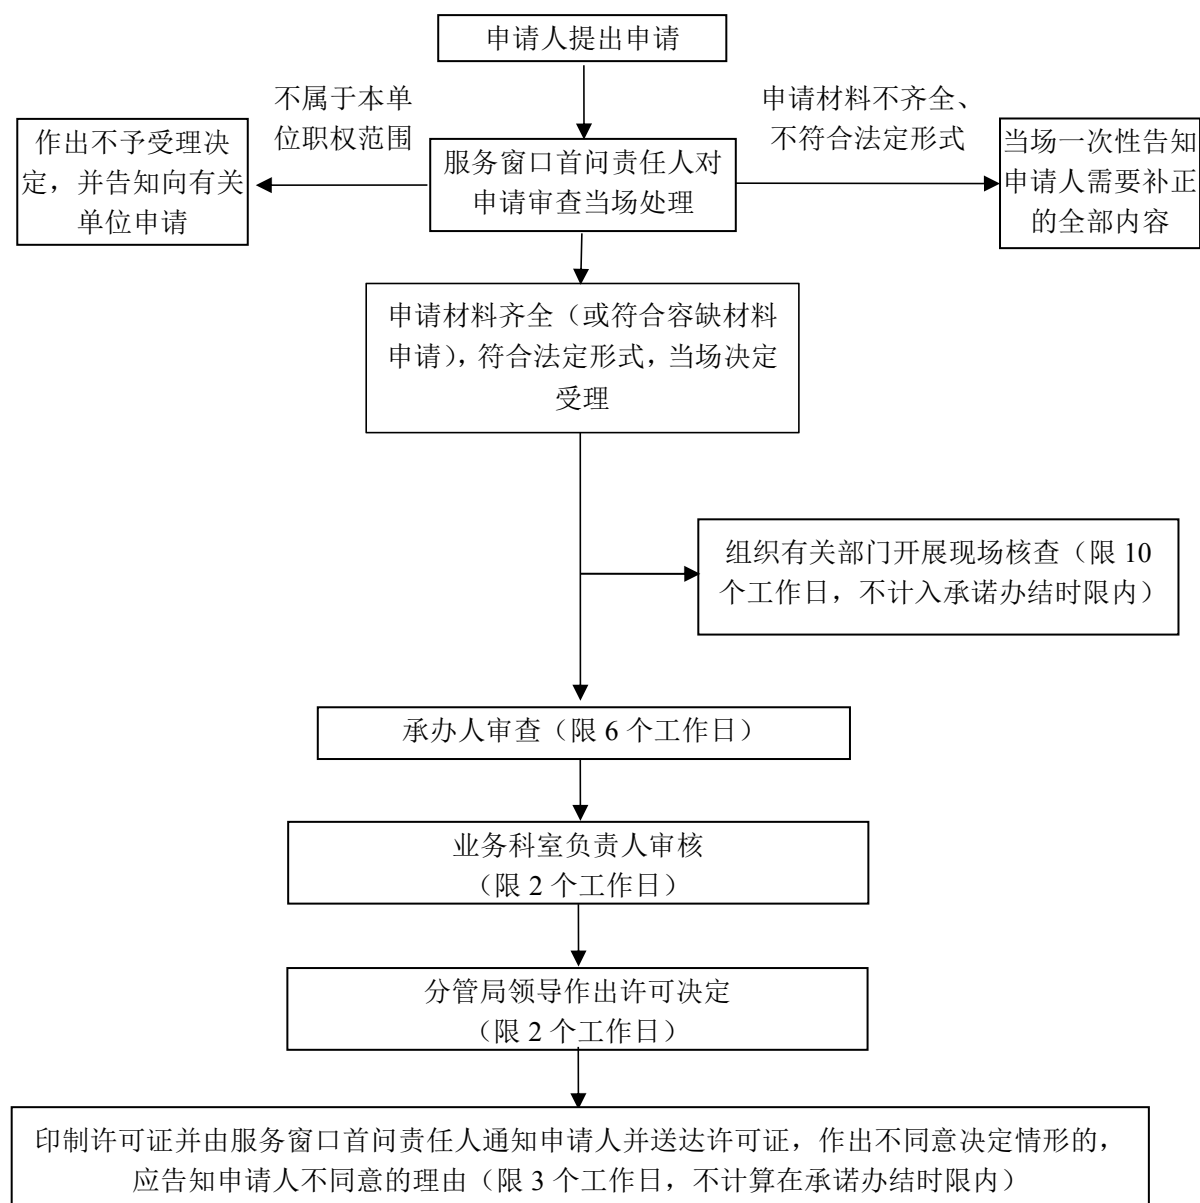 申请人提出申请
不属于本单
位职权范围
申请材料不齐全、
不符合法定形式
作出不予受理决
定，并告知向有关
单位申请
服务窗口首问责任人对
申请审查当场处理
当场一次性告知
申请人需要补正
的全部内容
申请材料齐全（或符合容缺材料
申请），符合法定形式，当场决定
受理
组织有关部门开展现场核查（限 10
个工作日，不计入承诺办结时限内）
承办人审查（限 6 个工作日）
业务科室负责人审核
（限 2 个工作日）
分管局领导作出许可决定
（限 2 个工作日）
印制许可证并由服务窗口首问责任人通知申请人并送达许可证，作出不同意决定情形的，
应告知申请人不同意的理由（限 3 个工作日，不计算在承诺办结时限内）